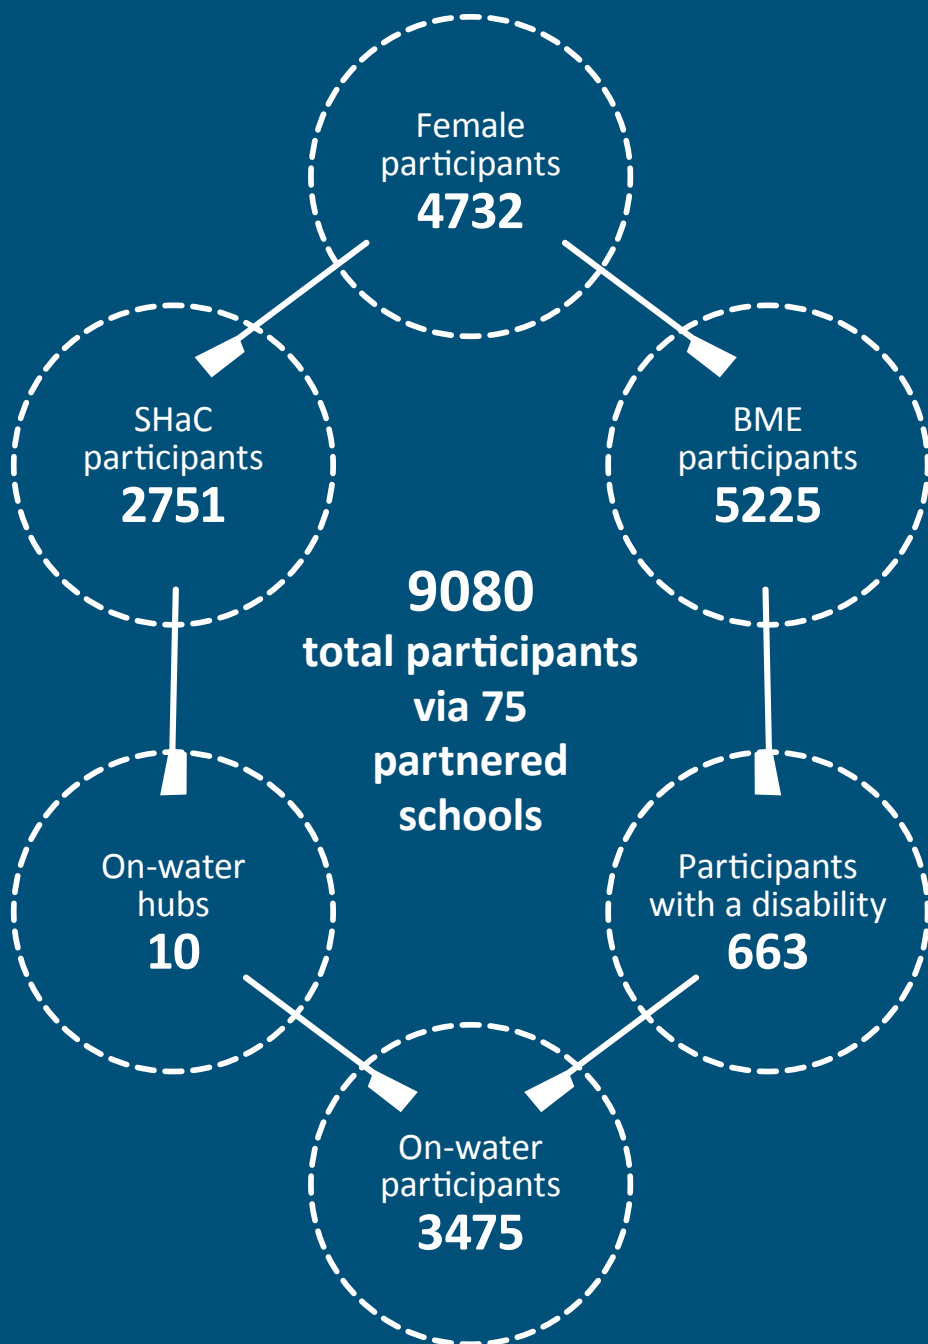 Female
participants
4732
SHaC
participants
2751
BME
participants
5225
9080
total participants
via 75
partnered
schools
On-water
hubs
10
Participants
with a disability
663
On-water
participants
3475